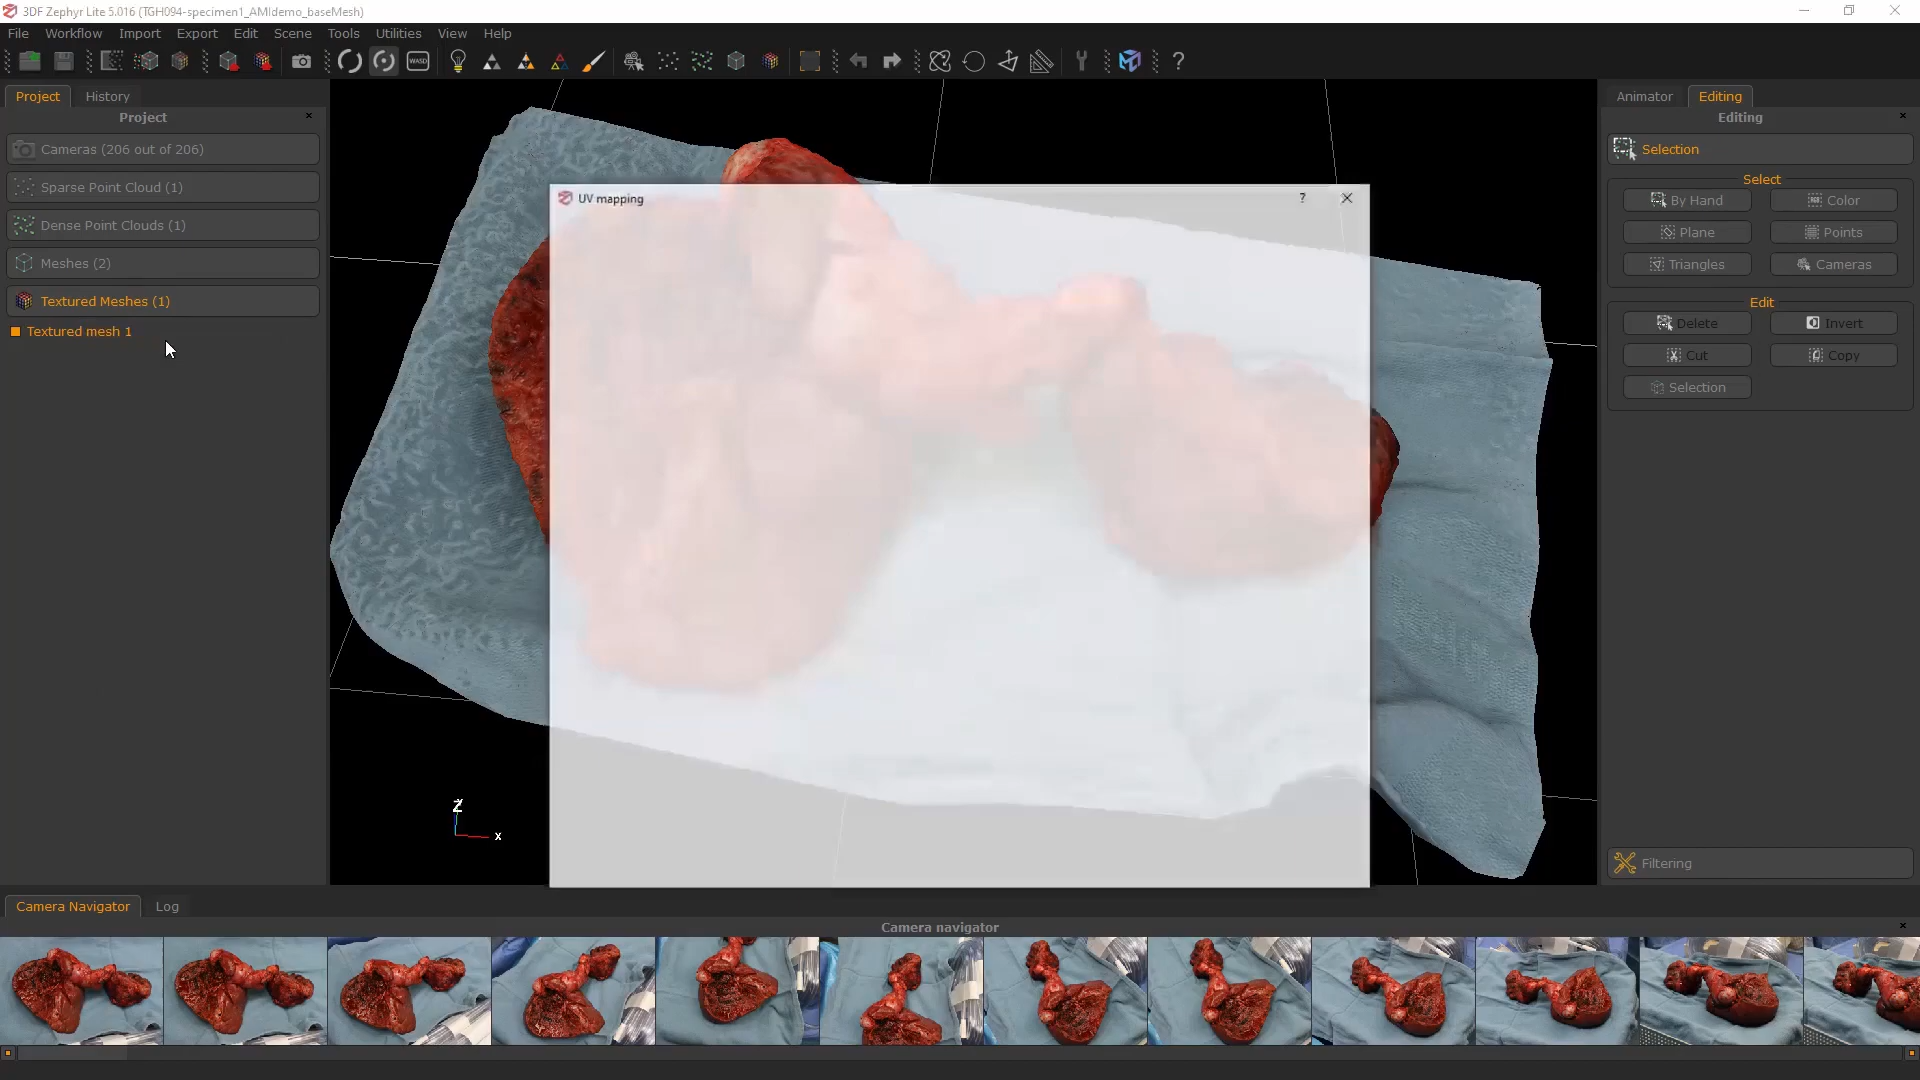 3DF Zephyr Lite 5.016 (TGH094-specimen1_AMIdemo_baseMesh)
File Workflow Import Export Edit Scene Tools Utilities View Help
WASD
?
Project History
Project
Cameras (206 out of 206)
Sparse Point Cloud (1)
Dense Point Clouds (1)
Meshes (2)
Textured Meshes (1)
Textured mesh 1
UV mapping
?
Z
x
Animator Editing
Editing
Selection
Select
By Hand Color
Plane Points
Triangles Cameras
Edit
Delete Invert
Cut Copy
Selection
Filtering
Camera Navigator Log
Camera navigator